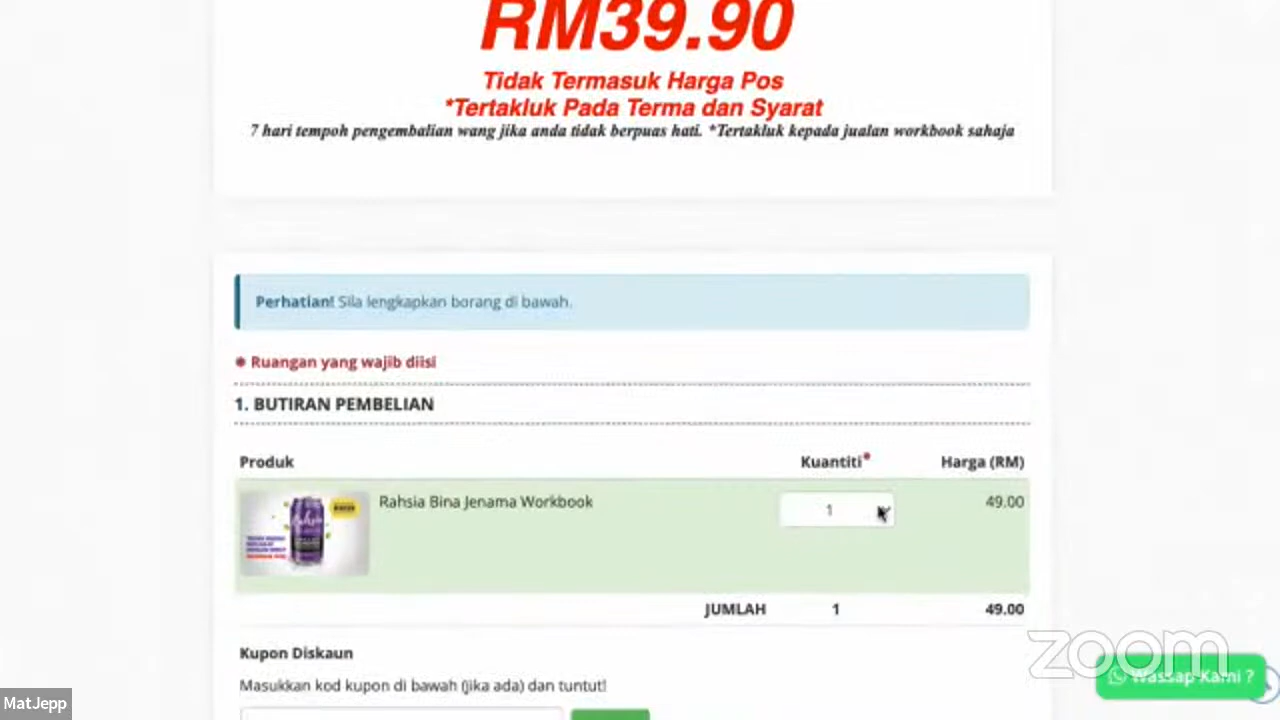 RM39.90
Tidak Termasuk Harga Pos
*Tertakluk Pada Terma dan Syarat
7 hari tempoh pengembalian wang jika anda tidak berpuas hati. *Tertakluk kepada jualan workbook sahaja
Perhatian! Sila lengkapkan borang di bawah.
* Ruangan yang wajib diisi
1. BUTIRAN PEMBELIAN
Produk Kuantiti* Harga (RM)
Rahsia Bina Jenama Workbook 1 49.00
JUMLAH 1 49.00
Kupon Diskaun
Masukkan kod kupon di bawah (jika ada) dan tuntut!
zoom
Wassap Kami ?
MatJepp